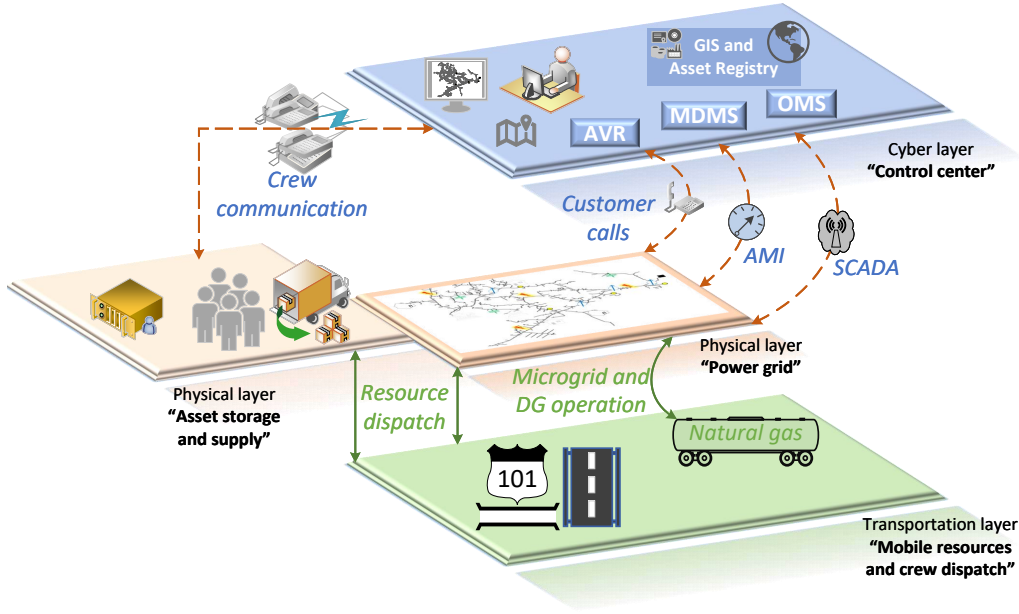 GIS and
Asset Registry
OMS
MDMS
AVR
Cyber layer
“Control center”
Crew
communication
Customer
calls
AMI
SCADA
Physical layer
“Power grid”
Physical layer
“Asset storage
and supply”
Resource
dispatch
Microgrid and
DG operation
Natural gas
101
Transportation layer
“Mobile resources
and crew dispatch”